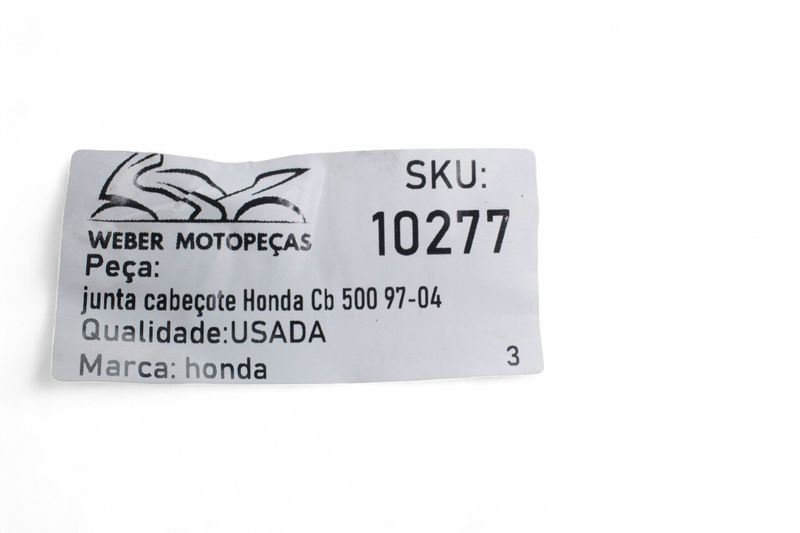 WEBER MOTOPEÇAS
SKU:
10277
Peça:
junta cabeçote Honda Cb 500 97-04
Qualidade:USADA
Marca: honda
3